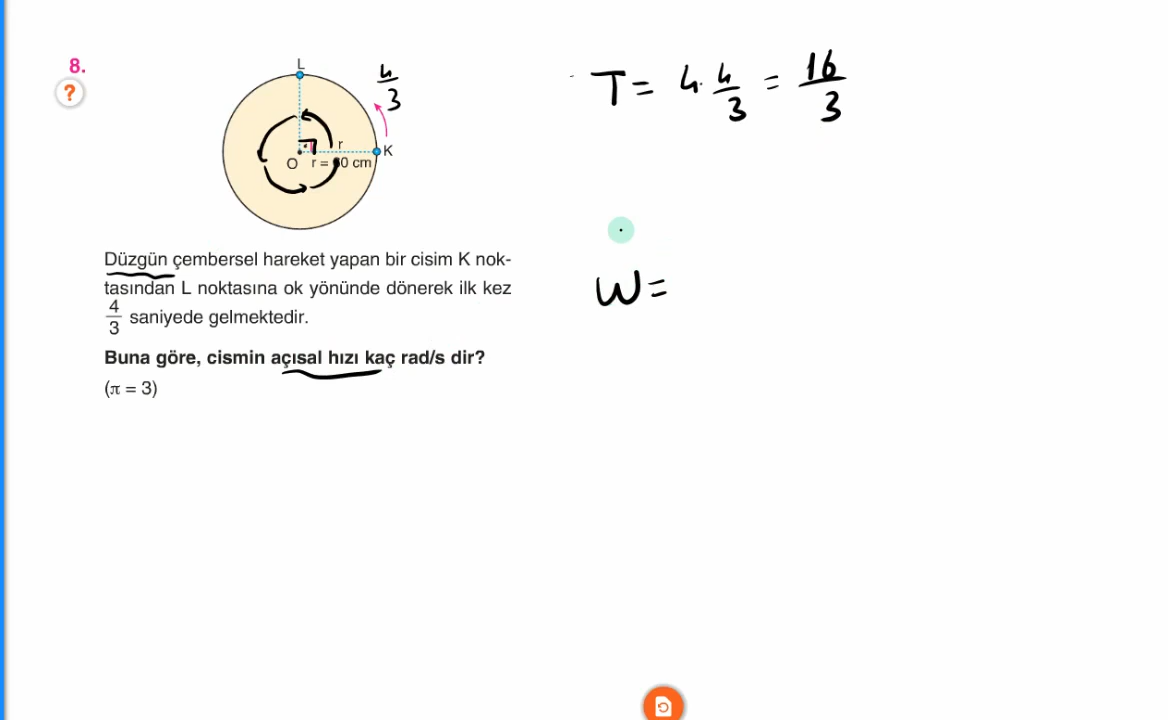 8.
?
L
4/3
T = 4 · 4/3 = 16/3
r
K
O r = 0 cm
Düzgün çembersel hareket yapan bir cisim K nok-
tasından L noktasına ok yönünde dönerek ilk kez
4/3 saniyede gelmektedir.
W =
Buna göre, cismin açısal hızı kaç rad/s dir?
(π = 3)